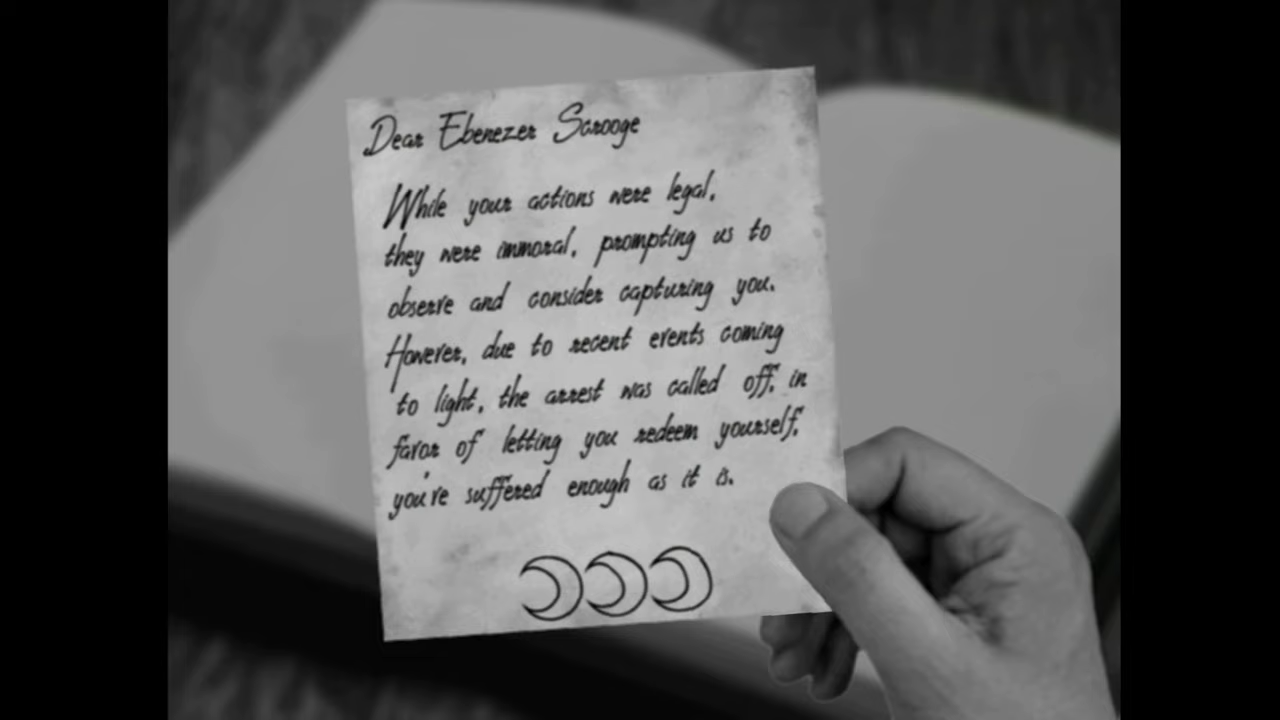 Dear Ebenezer Scrooge
While your actions were legal,
they were immoral, prompting us to
observe and consider capturing you.
However, due to recent events coming
to light, the arrest was called off, in
favor of letting you redeem yourself,
you're suffered enough as it is.